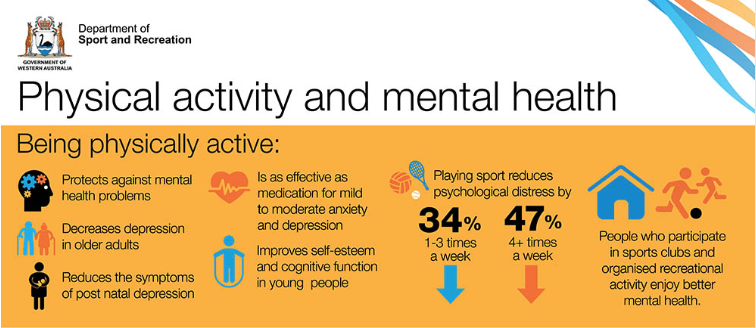 Department of
Sport and Recreation
GOVERNMENT OF
WESTERN AUSTRALIA
Physical activity and mental health
Being physically active:
Protects against mental
health problems
Decreases depression
in older adults
Reduces the symptoms
of post natal depression
Is as effective as
medication for mild
to moderate anxiety
and depression
Improves self-esteem
and cognitive function
in young people
Playing sport reduces
psychological distress by
34%
1-3 times
a week
47%
4+ times
a week
People who participate
in sports clubs and
organised recreational
activity enjoy better
mental health.